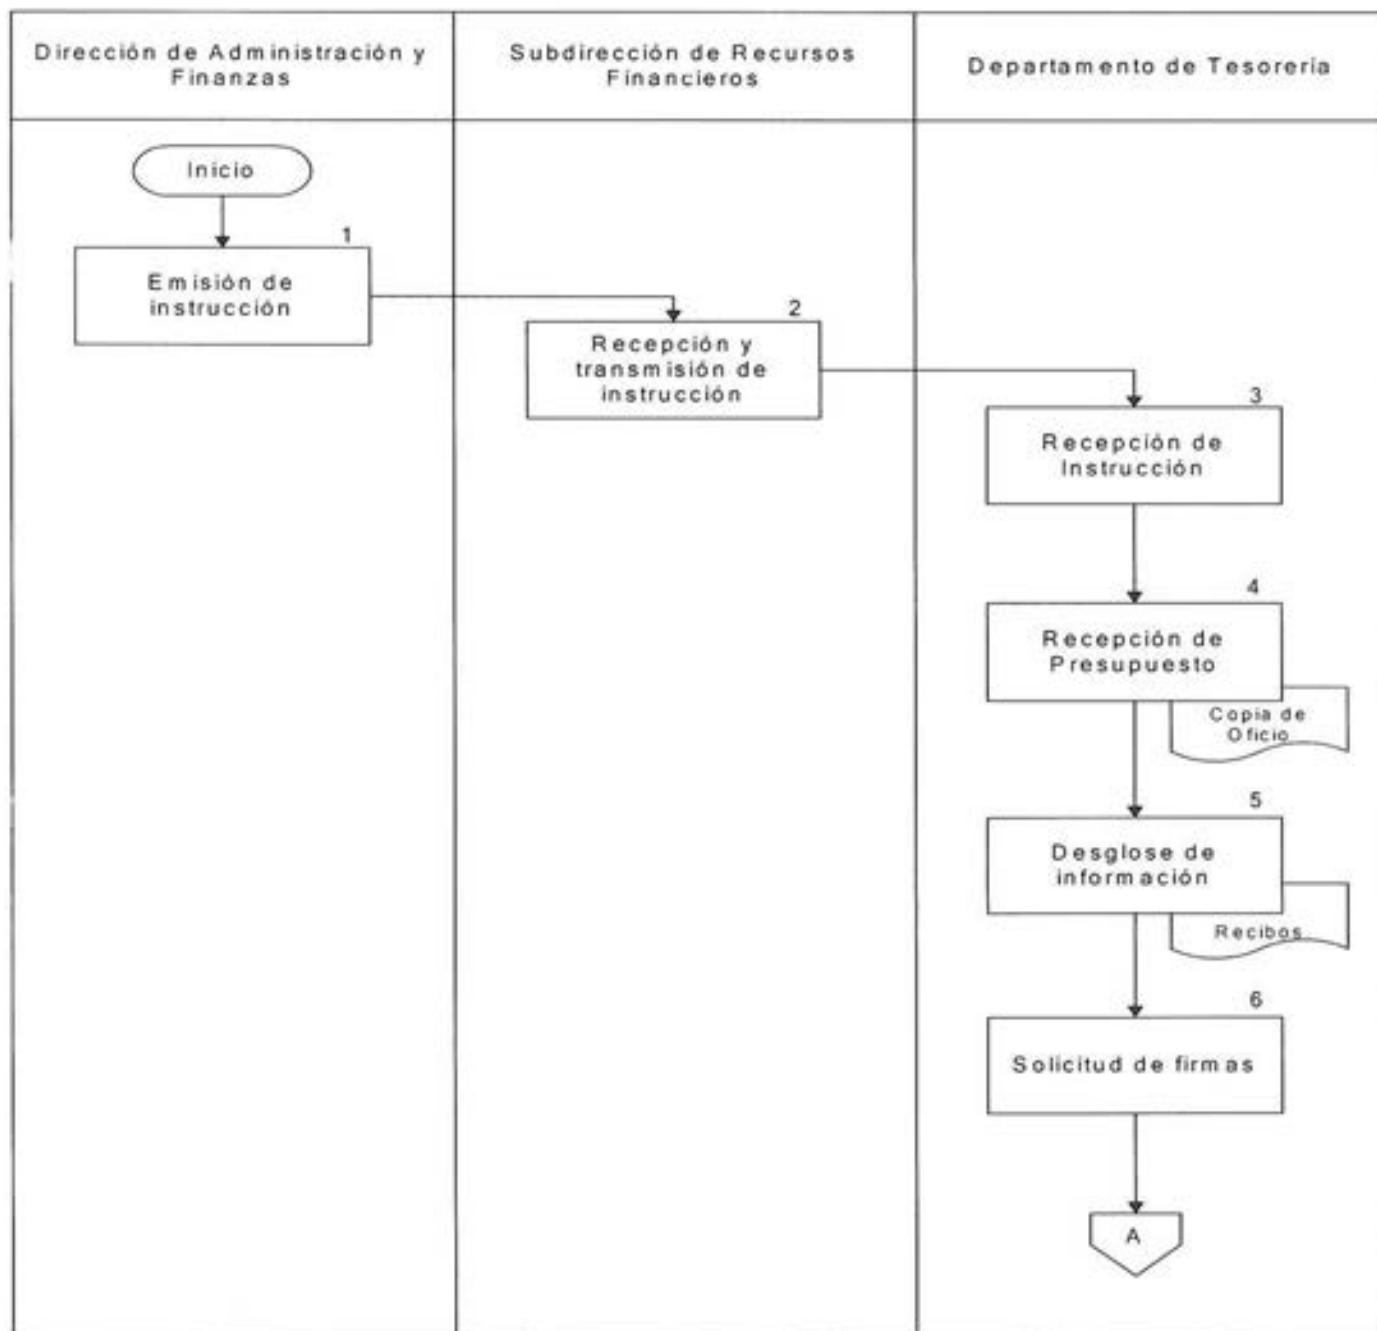 Dirección de Administración y
Finanzas
Subdirección de Recursos
Financieros
Departamento de Tesorería
Inicio
1
Emisión de
instrucción
2
Recepción y
transmisión de
instrucción
3
Recepción de
Instrucción
4
Recepción de
Presupuesto
Copia de
Oficio
5
Desglose de
información
Recibos
6
Solicitud de firmas
A